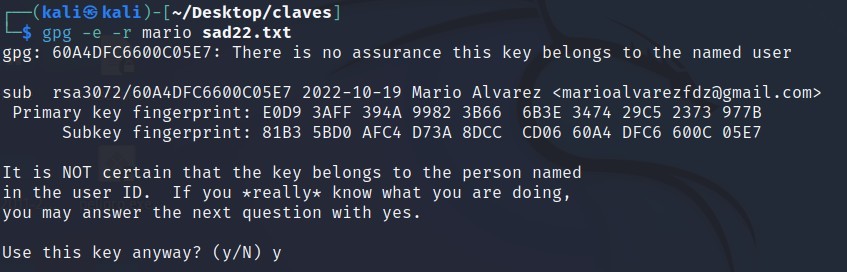 ┌──(kali㉿kali)-[~/Desktop/claves]
└─$ gpg -e -r mario sad22.txt
gpg: 60A4DFC6600C05E7: There is no assurance this key belongs to the named user
sub  rsa3072/60A4DFC6600C05E7 2022-10-19 Mario Alvarez <marioalvarezfdz@gmail.com>
 Primary key fingerprint: E0D9 3AFF 394A 9982 3B66  6B3E 3474 29C5 2373 977B
      Subkey fingerprint: 81B3 5BD0 AFC4 D73A 8DCC  CD06 60A4 DFC6 600C 05E7
It is NOT certain that the key belongs to the person named
in the user ID.  If you *really* know what you are doing,
you may answer the next question with yes.
Use this key anyway? (y/N) y